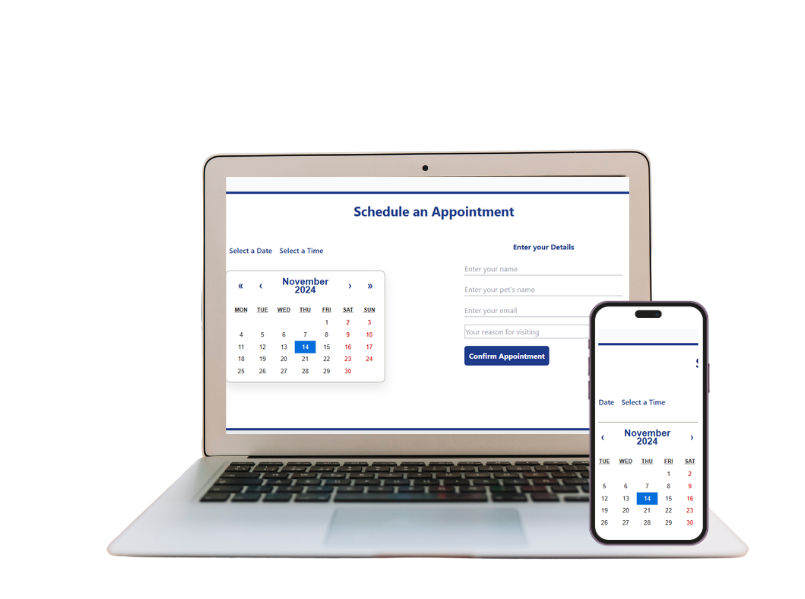 Schedule an Appointment
Select a Date Select a Time
« ‹ November 2024 › »
MON TUE WED THU FRI SAT SUN
1 2 3
4 5 6 7 8 9 10
11 12 13 14 15 16 17
18 19 20 21 22 23 24
25 26 27 28 29 30
Enter your Details
Enter your name
Enter your pet's name
Enter your email
Your reason for visiting
Confirm Appointment
Date Select a Time
‹ November 2024 ›
TUE WED THU FRI SAT
1 2
5 6 7 8 9
12 13 14 15 16
19 20 21 22 23
26 27 28 29 30